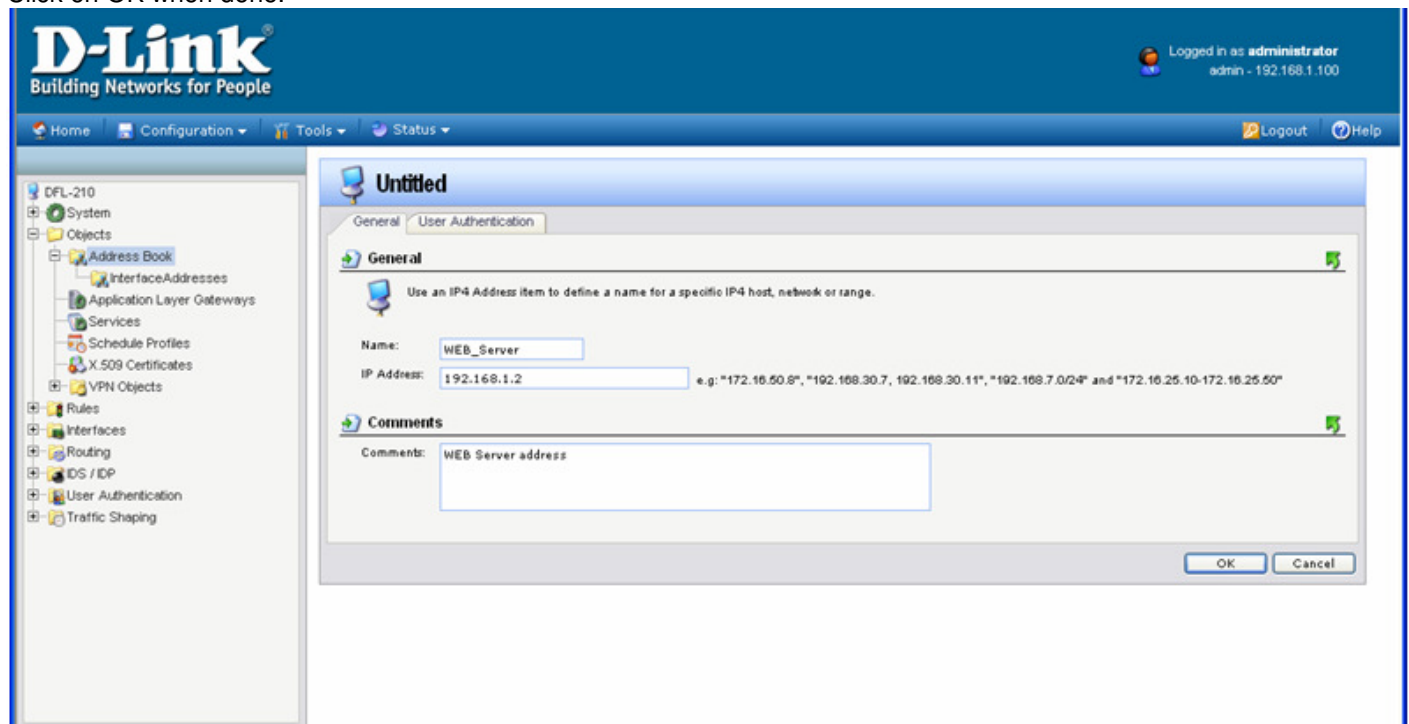 Click on OK when done.
D-Link®
Building Networks for People
Logged in as administrator
admin - 192.168.1.100
Home Configuration Tools Status Logout Help
DFL-210
System
Objects
Address Book
InterfaceAddresses
Application Layer Gateways
Services
Schedule Profiles
X.509 Certificates
VPN Objects
Rules
Interfaces
Routing
IDS / IDP
User Authentication
Traffic Shaping
Untitled
General User Authentication
General
Use an IP4 Address item to define a name for a specific IP4 host, network or range.
Name: WEB_Server
IP Address: 192.168.1.2 e.g: "172.16.50.8", "192.168.30.7, 192.168.30.11", "192.168.7.0/24" and "172.16.25.10-172.16.25.50"
Comments
Comments: WEB Server address
OK Cancel